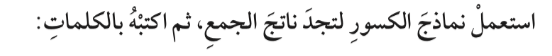 استعملْ نماذجَ الكسورِ لتجدَ ناتجَ الجمعِ، ثم اكتبْهُ بالكلماتِ: